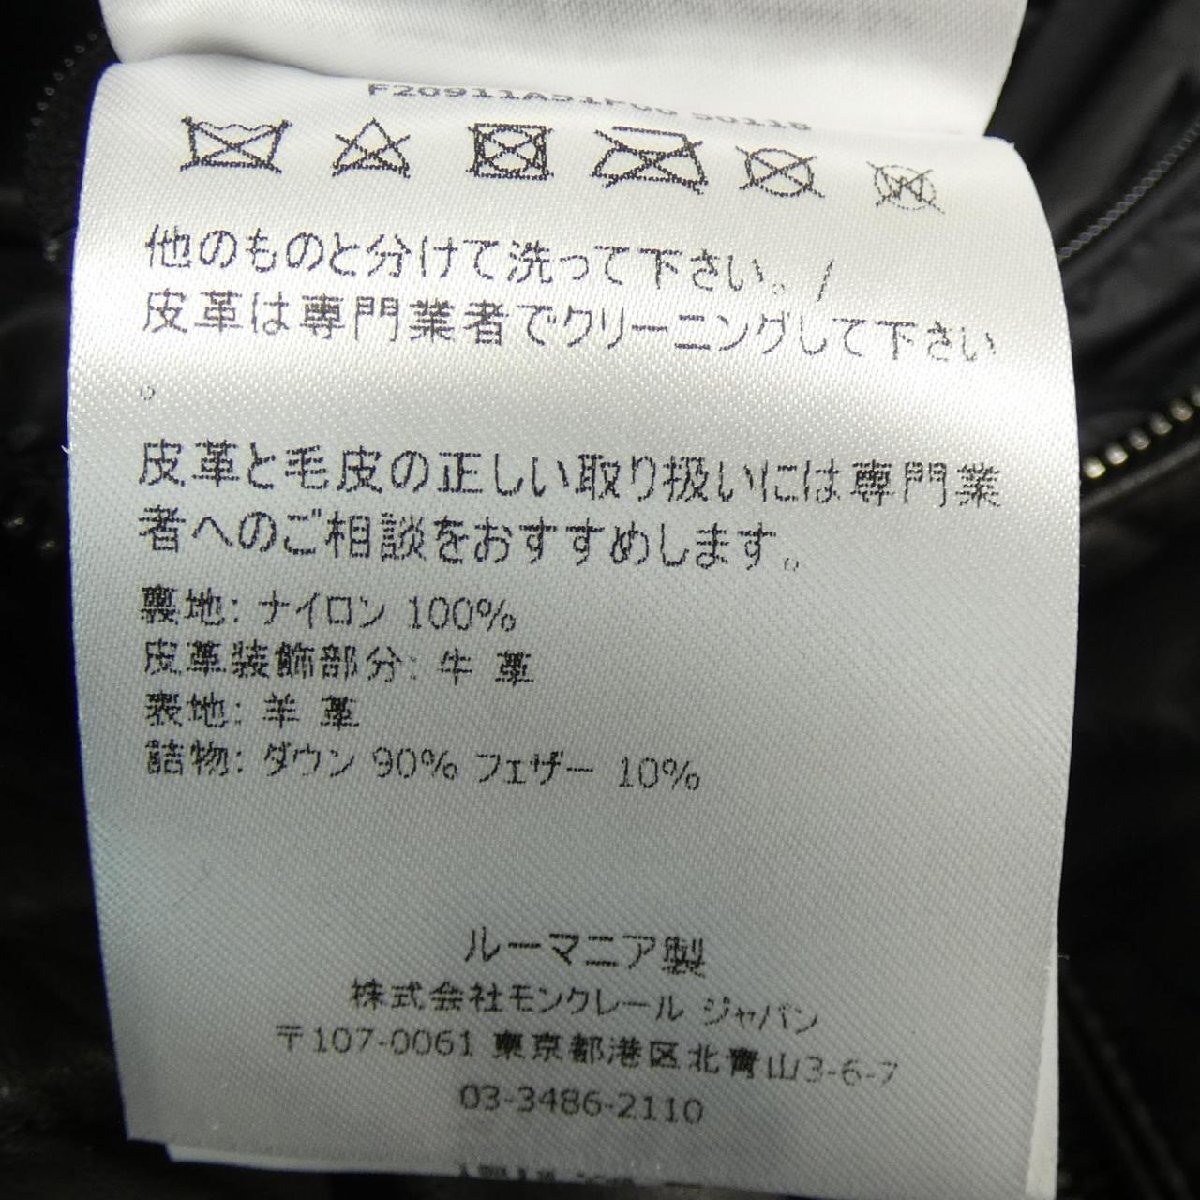 他のものと分けて洗って下さい。/
皮革は専門業者でクリーニングして下さい
。
皮革と毛皮の正しい取り扱いには専門業
者へのご相談をおすすめします。
裏地: ナイロン 100%
皮革装飾部分: 牛 革
表地: 羊 革
詰物: ダウン 90% フェザー 10%
ルーマニア製
株式会社モンクレール ジャパン
〒107-0061 東京都港区北青山3-6-7
03-3486-2110